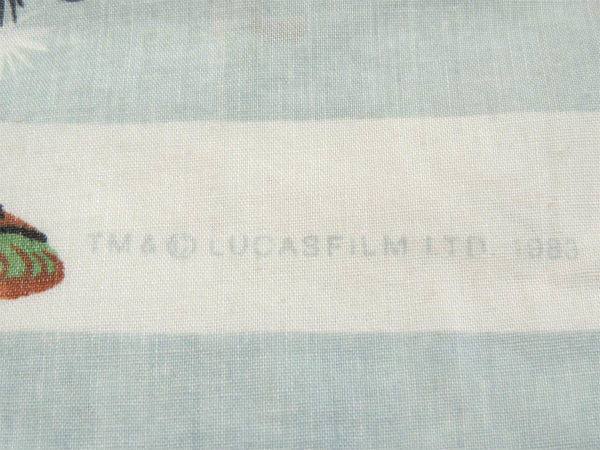 TM & © LUCASFILM LTD. 1983